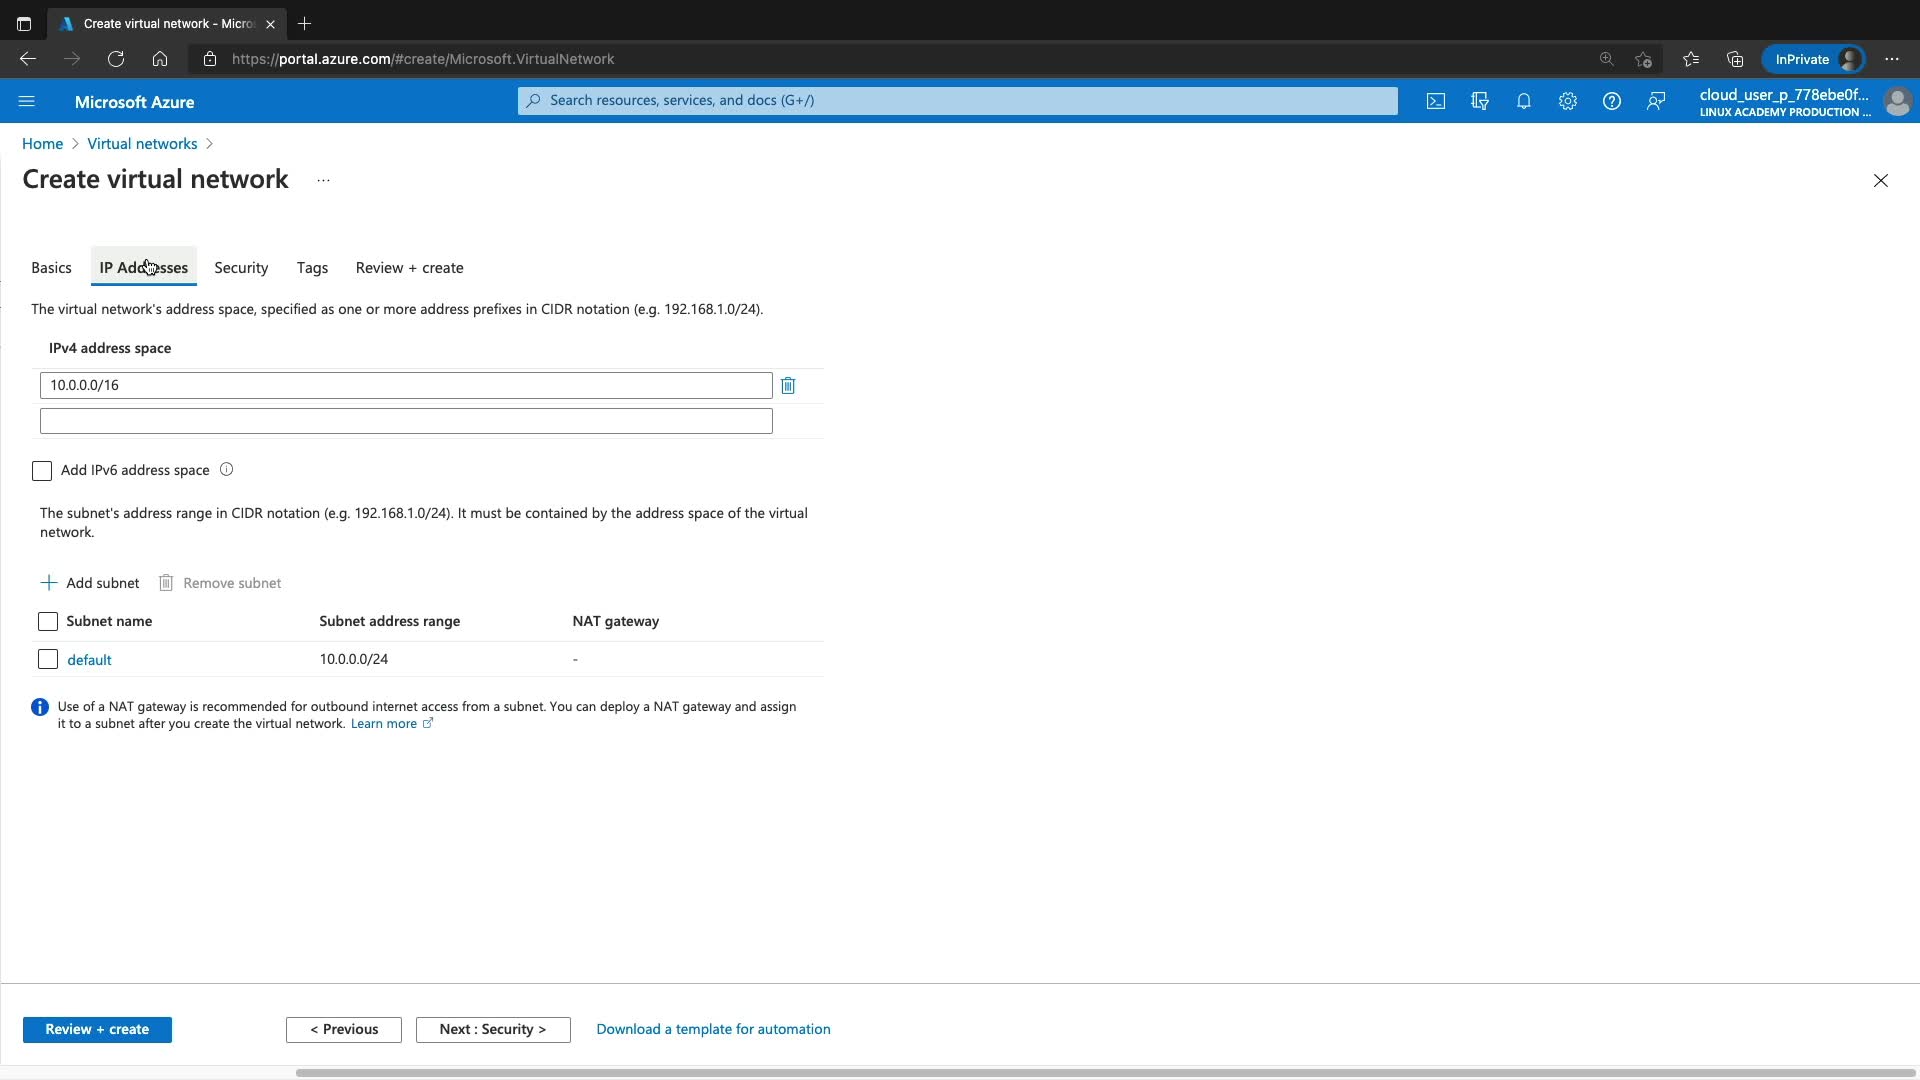 Create virtual network - Micro
https://portal.azure.com/#create/Microsoft.VirtualNetwork
InPrivate
Microsoft Azure
Search resources, services, and docs (G+/)
cloud_user_p_778ebe0f...
LINUX ACADEMY PRODUCTION ...
Home > Virtual networks >
Create virtual network ...
Basics
IP Addresses
Security
Tags
Review + create
The virtual network's address space, specified as one or more address prefixes in CIDR notation (e.g. 192.168.1.0/24).
IPv4 address space
10.0.0.0/16
Add IPv6 address space
The subnet's address range in CIDR notation (e.g. 192.168.1.0/24). It must be contained by the address space of the virtual
network.
+ Add subnet
Remove subnet
Subnet name
Subnet address range
NAT gateway
default
10.0.0.0/24
-
Use of a NAT gateway is recommended for outbound internet access from a subnet. You can deploy a NAT gateway and assign
it to a subnet after you create the virtual network. Learn more
Review + create
< Previous
Next : Security >
Download a template for automation